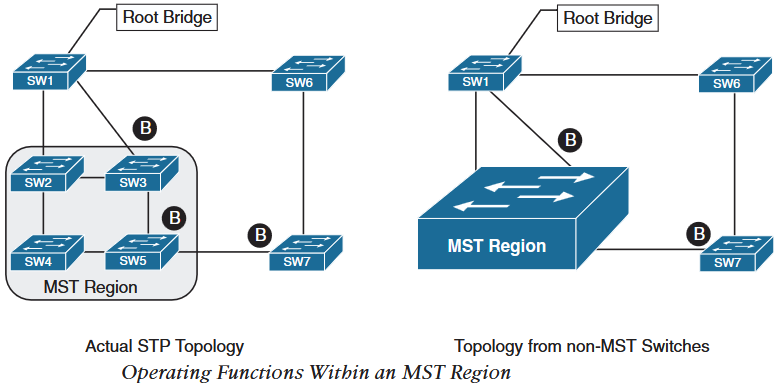 Root Bridge
SW1
SW6
B
SW2
SW3
B
B
SW4
SW5
SW7
MST Region
Actual STP Topology
Root Bridge
SW1
SW6
B
MST Region
B
SW7
Topology from non-MST Switches
Operating Functions Within an MST Region